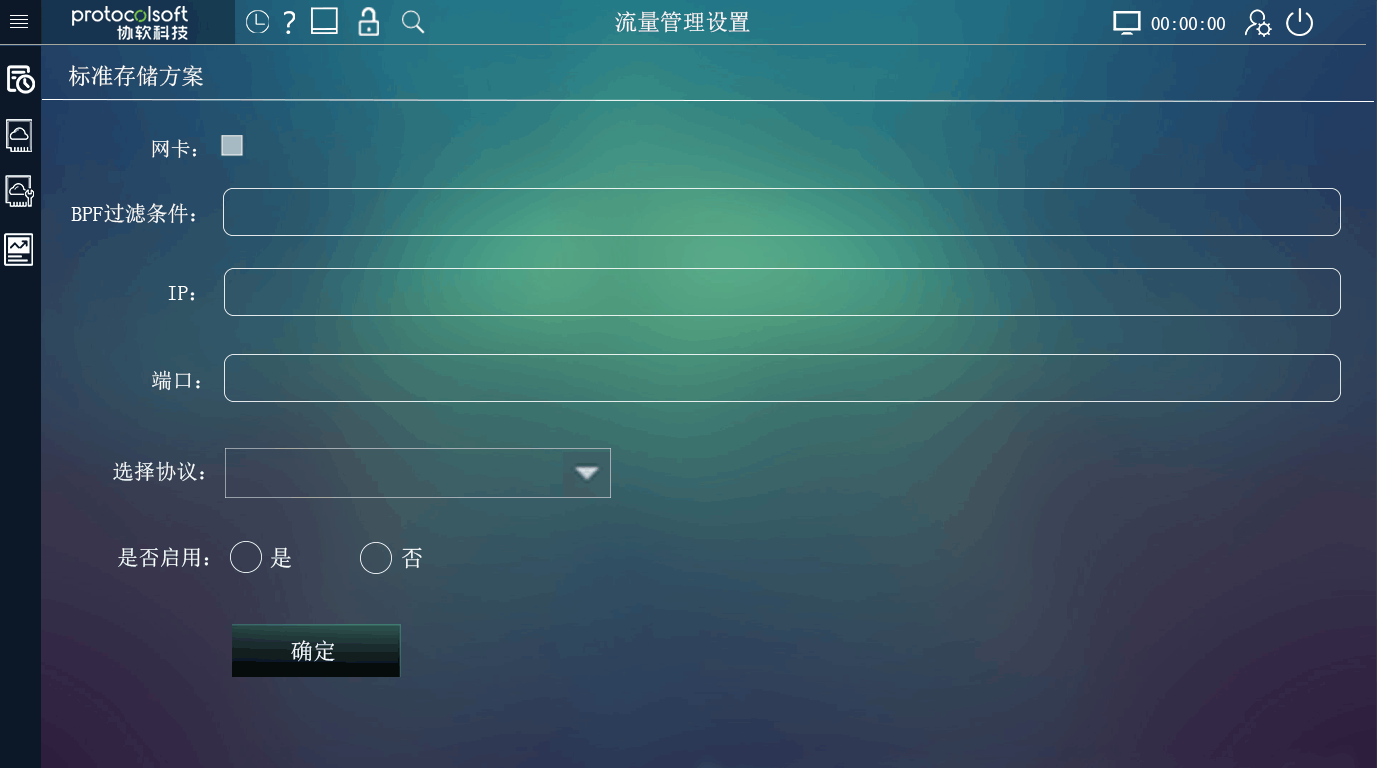 protocolsoft
协软科技
?
流量管理设置
00:00:00
标准存储方案
网卡：
BPF过滤条件：
IP：
端口：
选择协议：
是否启用： 是 否
确定